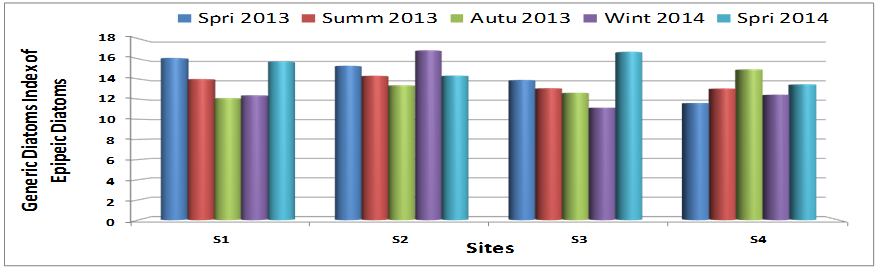 Spri 2013 Summ 2013 Autu 2013 Wint 2014 Spri 2014
Generic Diatoms Index of
Epipeic Diatoms
18
16
14
12
10
8
6
4
2
0
S1 S2 S3 S4
Sites